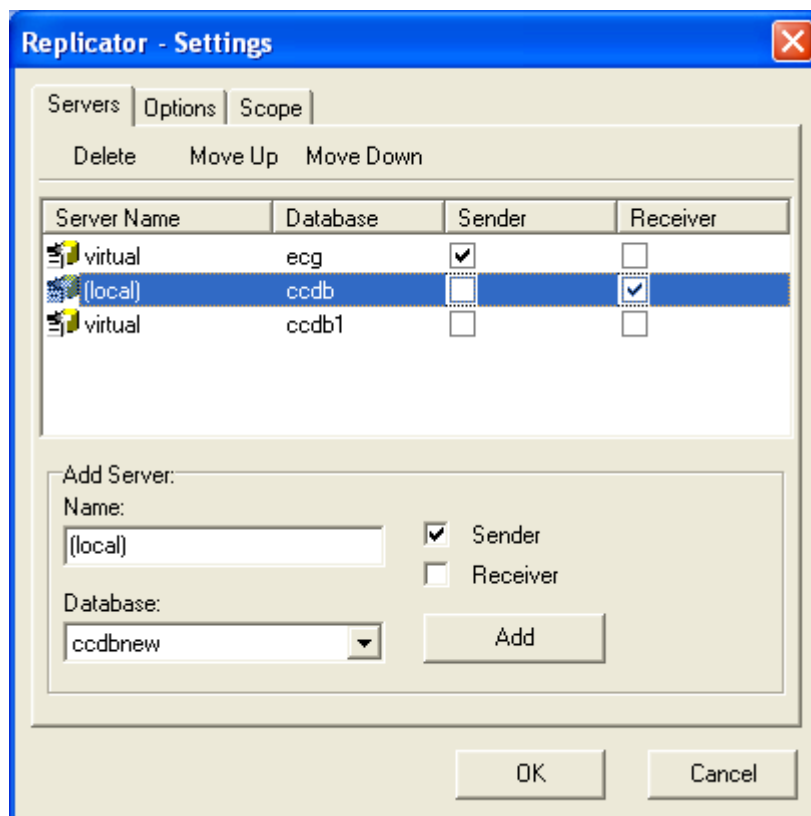 Replicator - Settings
Servers Options Scope
Delete Move Up Move Down
Server Name Database Sender Receiver
virtual ecg
(local) ccdb
virtual ccdb1
Add Server:
Name:
(local)
Sender
Receiver
Database:
ccdbnew
Add
OK Cancel